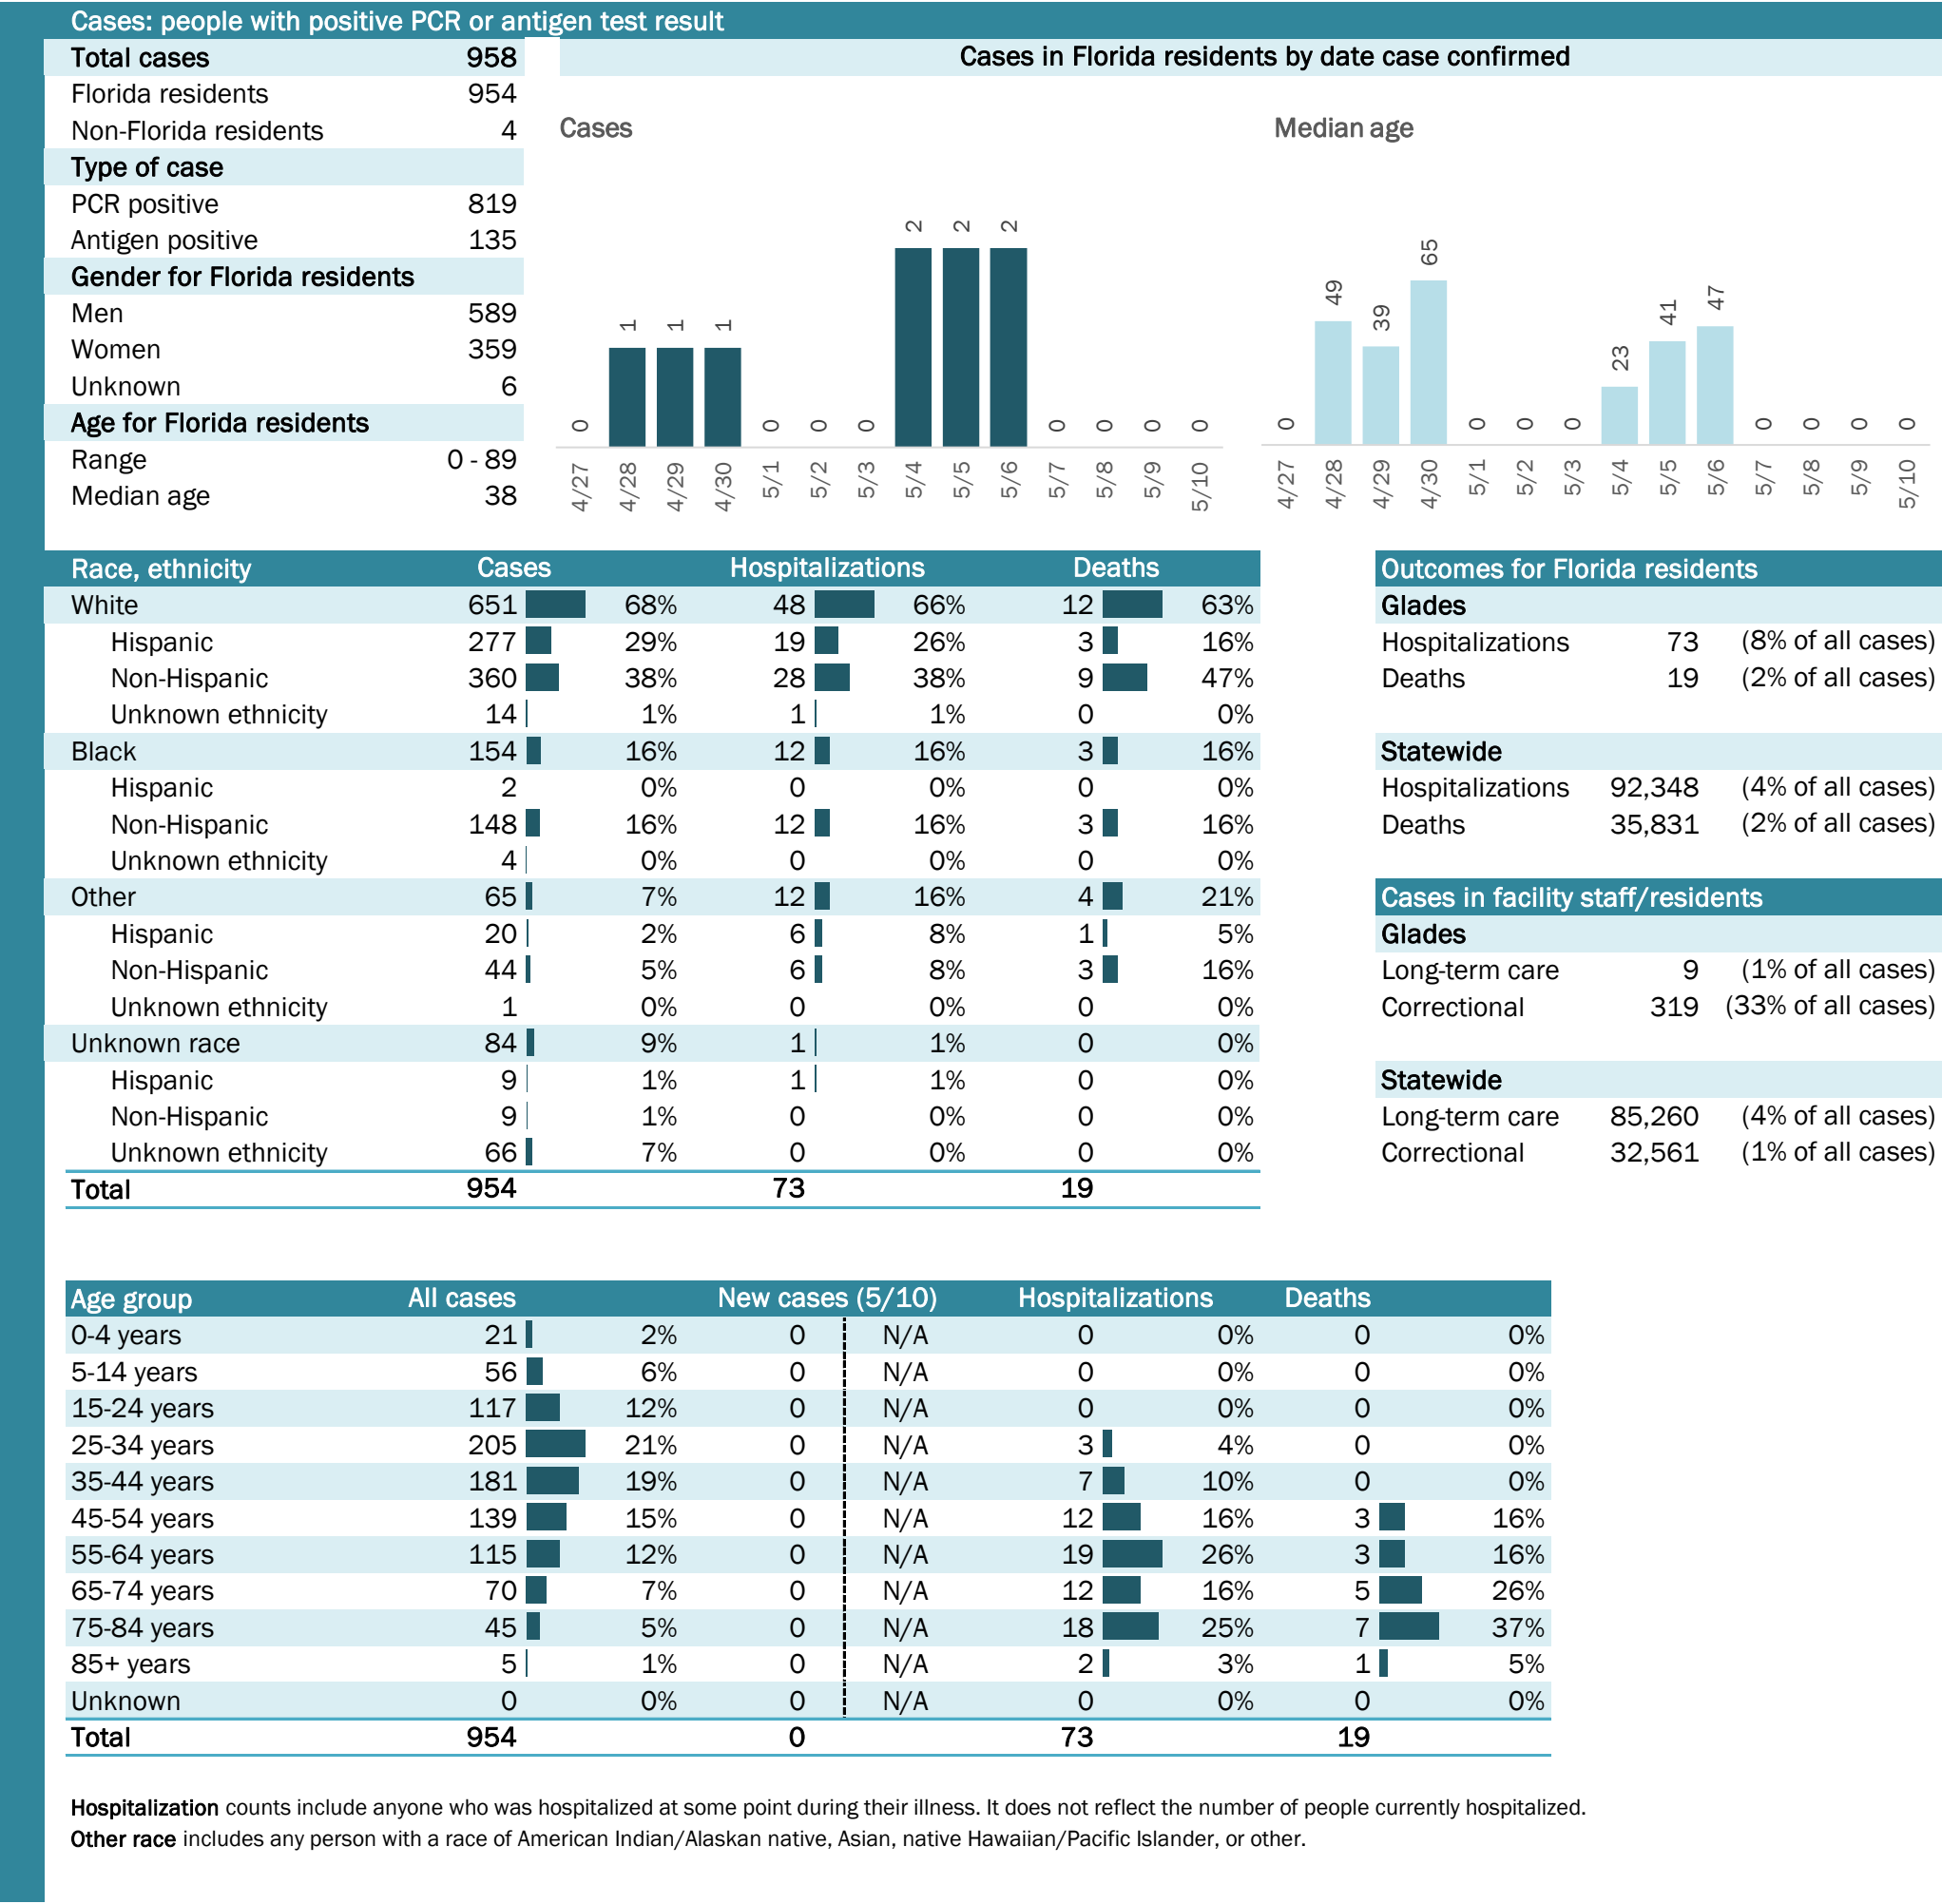 Cases: people with positive PCR or antigen test result
Total cases 958
Florida residents 954
Non-Florida residents 4
Type of case
PCR positive 819
Antigen positive 135
Gender for Florida residents
Men 589
Women 359
Unknown 6
Age for Florida residents
Range 0 - 89
Median age 38
Cases in Florida residents by date case confirmed
Cases
0 1 1 1 0 0 0 2 2 2 0 0 0 0
4/27 4/28 4/29 4/30 5/1 5/2 5/3 5/4 5/5 5/6 5/7 5/8 5/9 5/10
Median age
0 49 39 65 0 0 0 23 41 47 0 0 0 0
4/27 4/28 4/29 4/30 5/1 5/2 5/3 5/4 5/5 5/6 5/7 5/8 5/9 5/10
Race, ethnicity Cases Hospitalizations Deaths
White 651 68% 48 66% 12 63%
Hispanic 277 29% 19 26% 3 16%
Non-Hispanic 360 38% 28 38% 9 47%
Unknown ethnicity 14 1% 1 1% 0 0%
Black 154 16% 12 16% 3 16%
Hispanic 2 0% 0 0% 0 0%
Non-Hispanic 148 16% 12 16% 3 16%
Unknown ethnicity 4 0% 0 0% 0 0%
Other 65 7% 12 16% 4 21%
Hispanic 20 2% 6 8% 1 5%
Non-Hispanic 44 5% 6 8% 3 16%
Unknown ethnicity 1 0% 0 0% 0 0%
Unknown race 84 9% 1 1% 0 0%
Hispanic 9 1% 1 1% 0 0%
Non-Hispanic 9 1% 0 0% 0 0%
Unknown ethnicity 66 7% 0 0% 0 0%
Total 954 73 19
Outcomes for Florida residents
Glades
Hospitalizations 73 (8% of all cases)
Deaths 19 (2% of all cases)
Statewide
Hospitalizations 92,348 (4% of all cases)
Deaths 35,831 (2% of all cases)
Cases in facility staff/residents
Glades
Long-term care 9 (1% of all cases)
Correctional 319 (33% of all cases)
Statewide
Long-term care 85,260 (4% of all cases)
Correctional 32,561 (1% of all cases)
Age group All cases New cases (5/10) Hospitalizations Deaths
0-4 years 21 2% 0 N/A 0 0% 0 0%
5-14 years 56 6% 0 N/A 0 0% 0 0%
15-24 years 117 12% 0 N/A 0 0% 0 0%
25-34 years 205 21% 0 N/A 3 4% 0 0%
35-44 years 181 19% 0 N/A 7 10% 0 0%
45-54 years 139 15% 0 N/A 12 16% 3 16%
55-64 years 115 12% 0 N/A 19 26% 3 16%
65-74 years 70 7% 0 N/A 12 16% 5 26%
75-84 years 45 5% 0 N/A 18 25% 7 37%
85+ years 5 1% 0 N/A 2 3% 1 5%
Unknown 0 0% 0 N/A 0 0% 0 0%
Total 954 0 73 19
Hospitalization counts include anyone who was hospitalized at some point during their illness. It does not reflect the number of people currently hospitalized.
Other race includes any person with a race of American Indian/Alaskan native, Asian, native Hawaiian/Pacific Islander, or other.